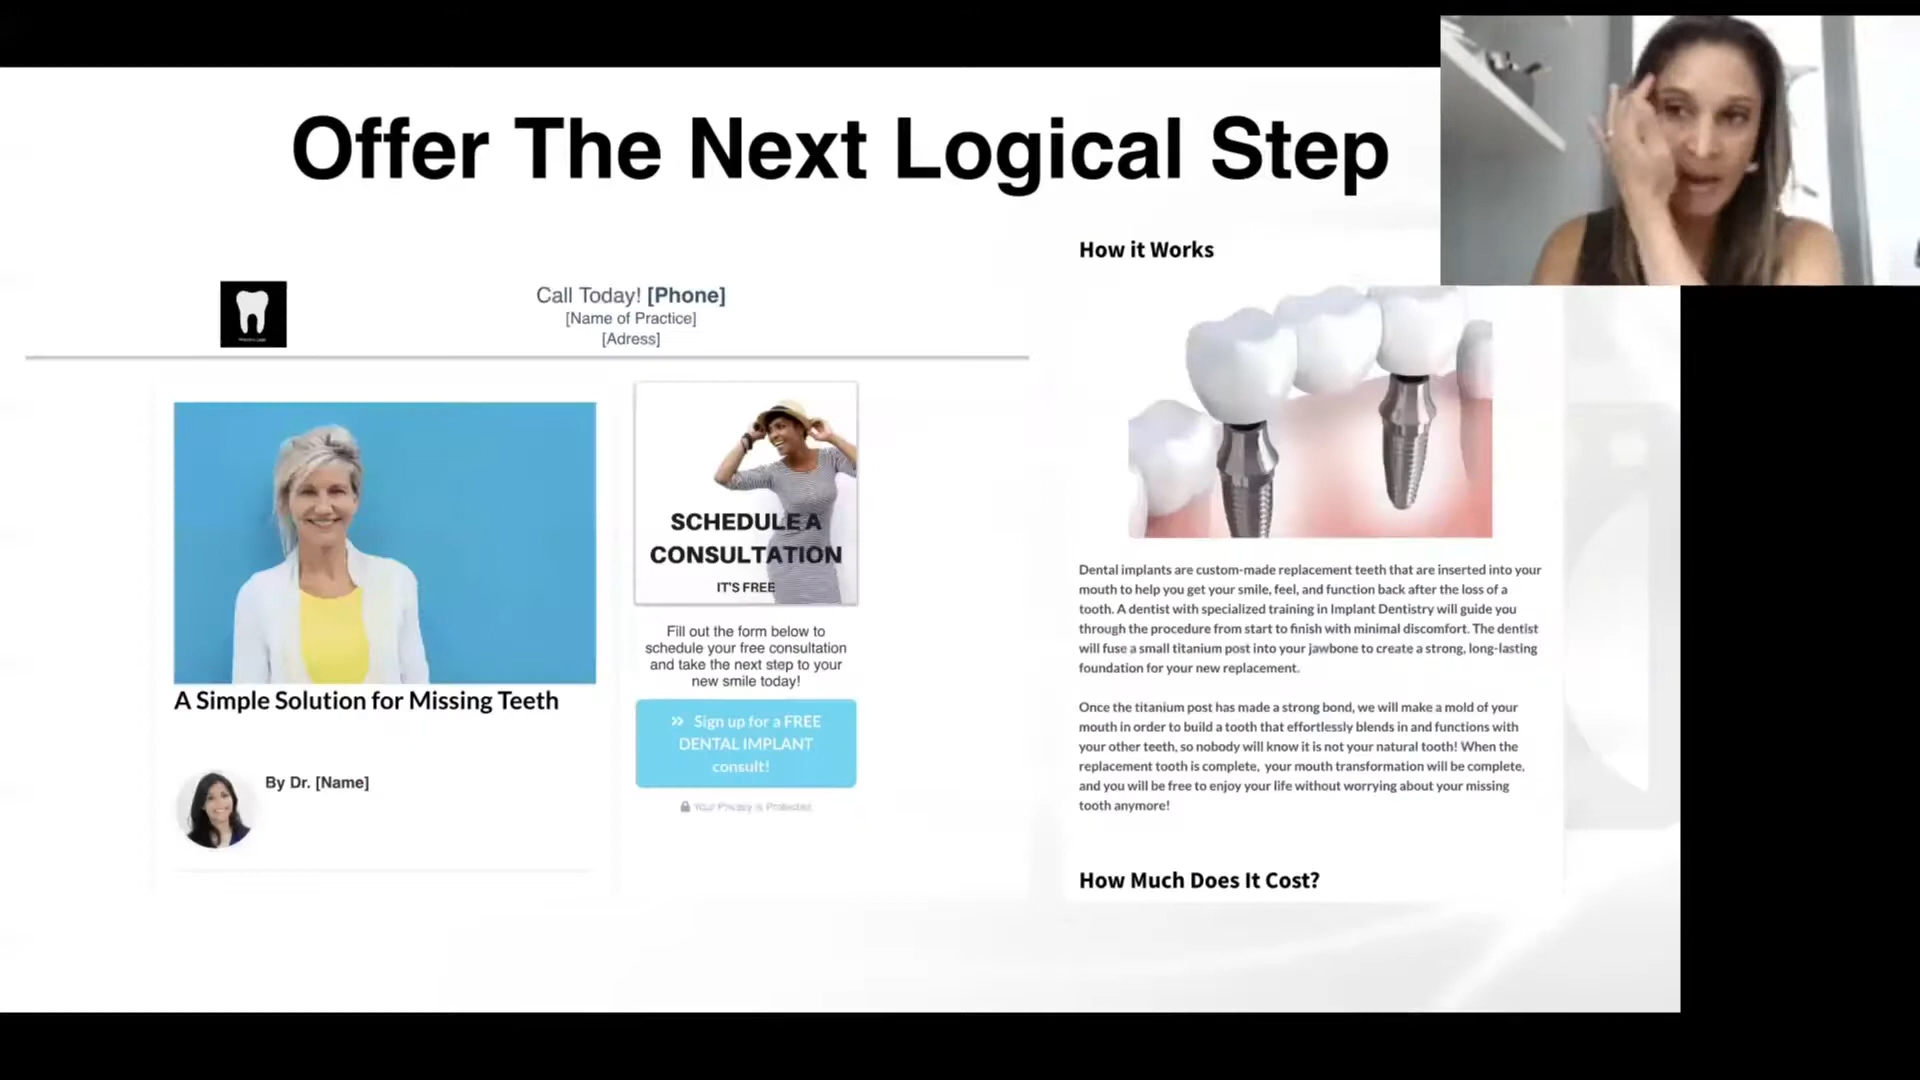 Offer The Next Logical Step
Call Today! [Phone]
[Name of Practice]
[Adress]
A Simple Solution for Missing Teeth
By Dr. [Name]
SCHEDULE A
CONSULTATION
IT'S FREE
Fill out the form below to
schedule your free consultation
and take the next step to your
new smile today!
» Sign up for a FREE
DENTAL IMPLANT
consult!
Your Privacy is Protected
How it Works
Dental implants are custom-made replacement teeth that are inserted into your
mouth to help you get your smile, feel, and function back after the loss of a
tooth. A dentist with specialized training in Implant Dentistry will guide you
through the procedure from start to finish with minimal discomfort. The dentist
will fuse a small titanium post into your jawbone to create a strong, long-lasting
foundation for your new replacement.
Once the titanium post has made a strong bond, we will make a mold of your
mouth in order to build a tooth that effortlessly blends in and functions with
your other teeth, so nobody will know it is not your natural tooth! When the
replacement tooth is complete, your mouth transformation will be complete,
and you will be free to enjoy your life without worrying about your missing
tooth anymore!
How Much Does It Cost?